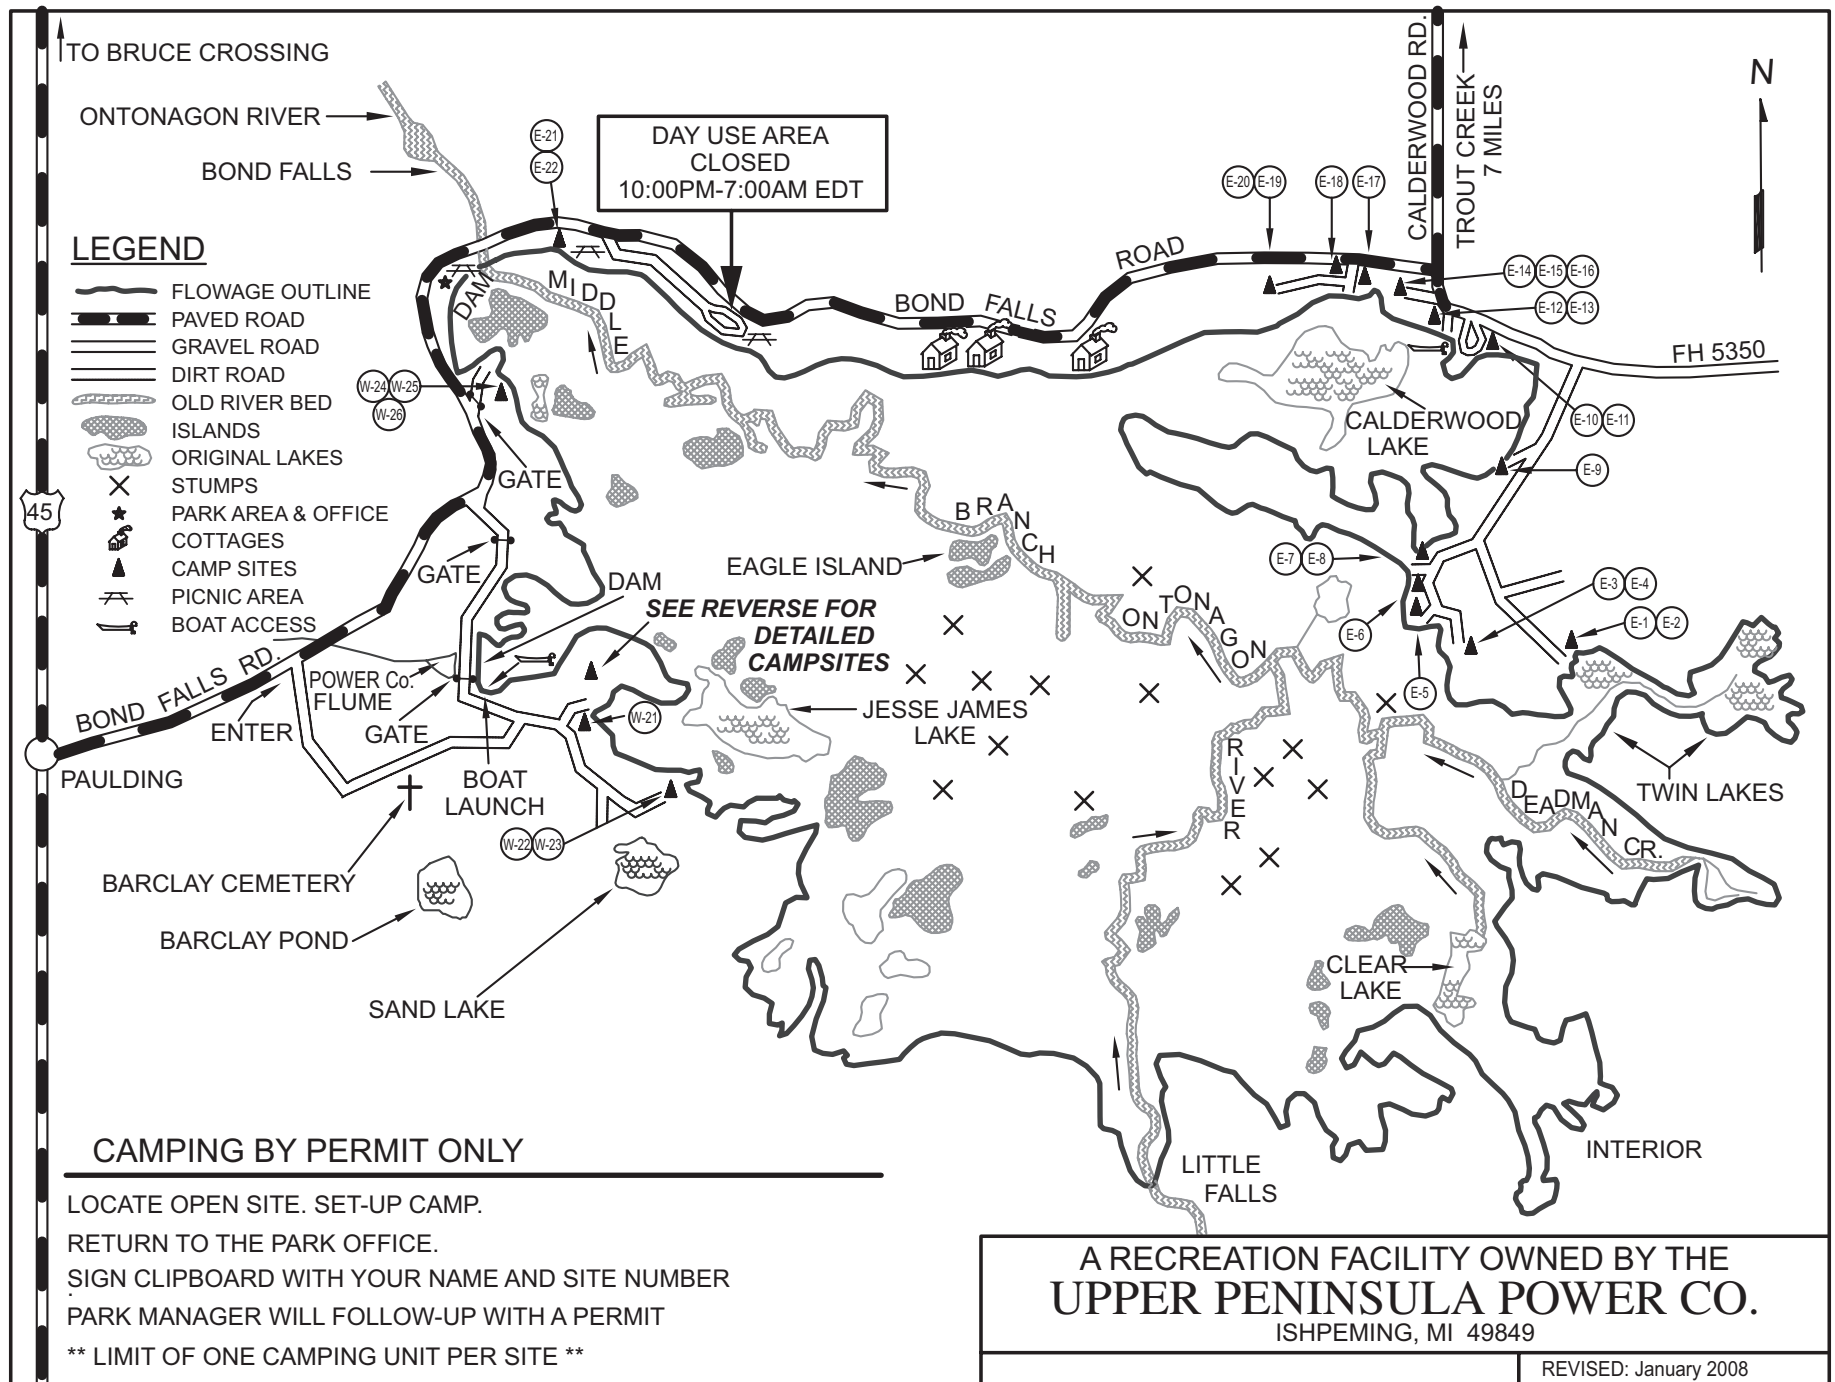 TO BRUCE CROSSING
ONTONAGON RIVER
BOND FALLS
E-21
E-22
DAY USE AREA
CLOSED
10:00PM-7:00AM EDT
E-20 E-19
E-18
E-17
CALDERWOOD RD.
TROUT CREEK
7 MILES
N
LEGEND
FLOWAGE OUTLINE
PAVED ROAD
GRAVEL ROAD
DIRT ROAD
OLD RIVER BED
ISLANDS
ORIGINAL LAKES
STUMPS
PARK AREA & OFFICE
COTTAGES
CAMP SITES
PICNIC AREA
BOAT ACCESS
45
DAM
MIDDLE
BRANCH
ONTONAGON
RIVER
BOND FALLS ROAD
E-14 E-15 E-16
E-12 E-13
FH 5350
CALDERWOOD
LAKE
E-10 E-11
E-9
W-24 W-25
W-26
GATE
GATE
EAGLE ISLAND
DAM
SEE REVERSE FOR
DETAILED
CAMPSITES
E-7 E-8
E-6
E-3 E-4
E-1 E-2
E-5
BOND FALLS RD.
POWER Co.
FLUME
ENTER
GATE
W-21
JESSE JAMES
LAKE
PAULDING
BOAT
LAUNCH
TWIN LAKES
DEADMAN CR.
W-22 W-23
BARCLAY CEMETERY
BARCLAY POND
SAND LAKE
CLEAR
LAKE
INTERIOR
LITTLE
FALLS
CAMPING BY PERMIT ONLY
LOCATE OPEN SITE. SET-UP CAMP.
RETURN TO THE PARK OFFICE.
SIGN CLIPBOARD WITH YOUR NAME AND SITE NUMBER
.
PARK MANAGER WILL FOLLOW-UP WITH A PERMIT
** LIMIT OF ONE CAMPING UNIT PER SITE **
A RECREATION FACILITY OWNED BY THE
UPPER PENINSULA POWER CO.
ISHPEMING, MI 49849
REVISED: January 2008